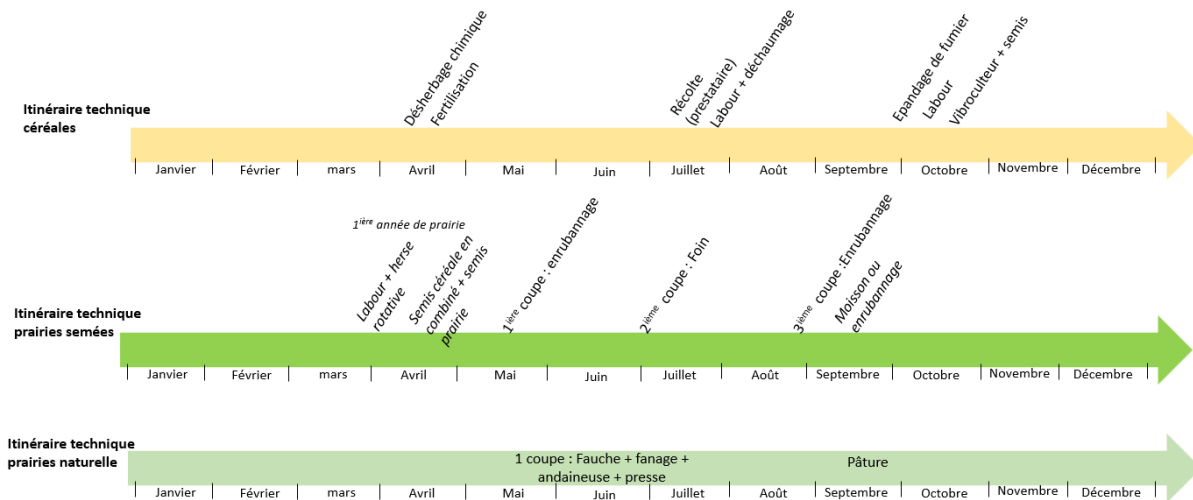 Itinéraire technique
céréales
Désherbage chimique
Fertilisation
Récolte
(prestataire)
Labour + déchaumage
Epandage de fumier
Labour
Vibroculteur + semis
Janvier
Février
mars
Avril
Mai
Juin
Juillet
Août
Septembre
Octobre
Novembre
Décembre
Itinéraire technique
prairies semées
1ière année de prairie
Labour + herse
rotative
Semis céréale en
combiné + semis
prairie
1ière coupe : enrubannage
2ième coupe : Foin
3ième coupe :Enrubannage
Moisson ou
enrubannage
Janvier
Février
mars
Avril
Mai
Juin
Juillet
Août
Septembre
Octobre
Novembre
Décembre
Itinéraire technique
prairies naturelle
1 coupe : Fauche + fanage +
andaineuse + presse
Pâture
Janvier
Février
mars
Avril
Mai
Juin
Juillet
Août
Septembre
Octobre
Novembre
Décembre